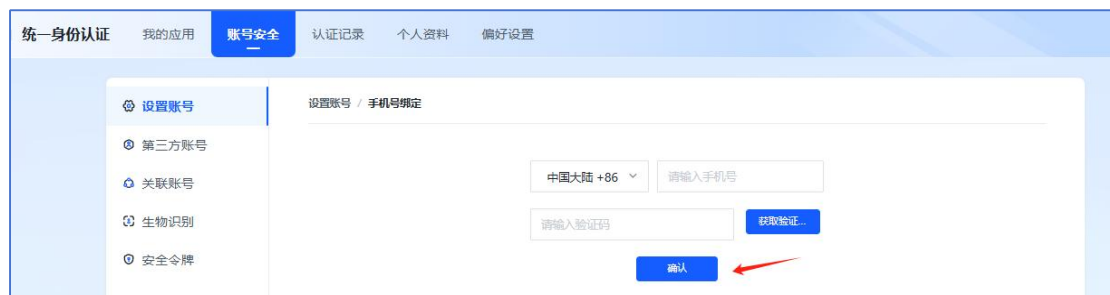 统一身份认证 我的应用 账号安全 认证记录 个人资料 偏好设置
设置账号
设置账号 / 手机号绑定
第三方账号
关联账号
中国大陆 +86 请输入手机号
生物识别
请输入验证码 获取验证...
安全令牌
确认